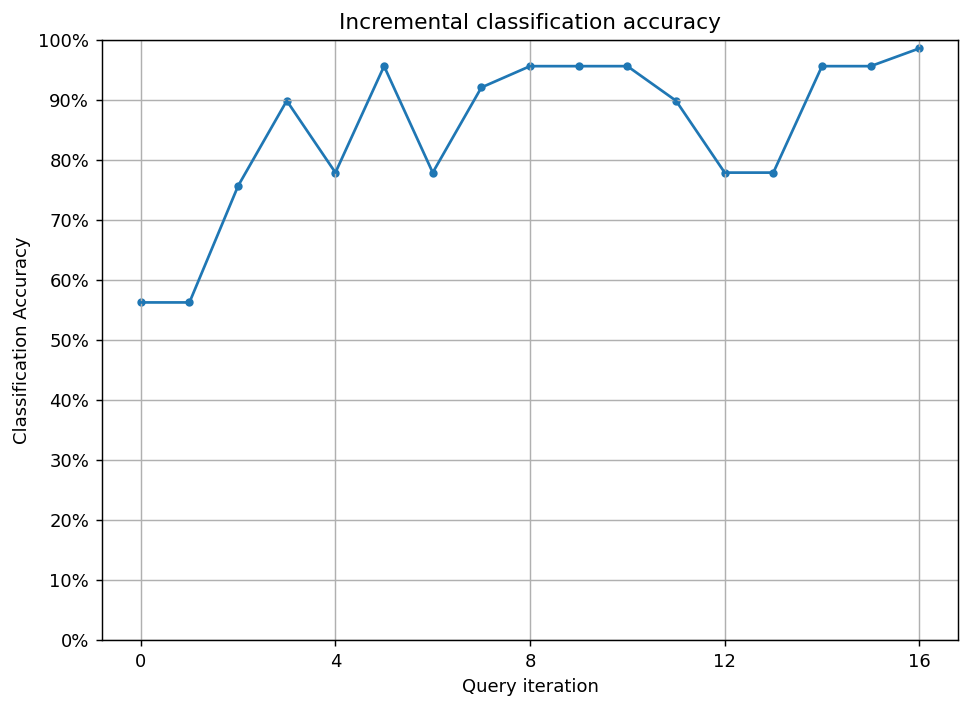 Incremental classification accuracy
100%
90%
80%
70%
60%
50%
40%
30%
20%
10%
0%
Classification Accuracy
0 4 8 12 16
Query iteration